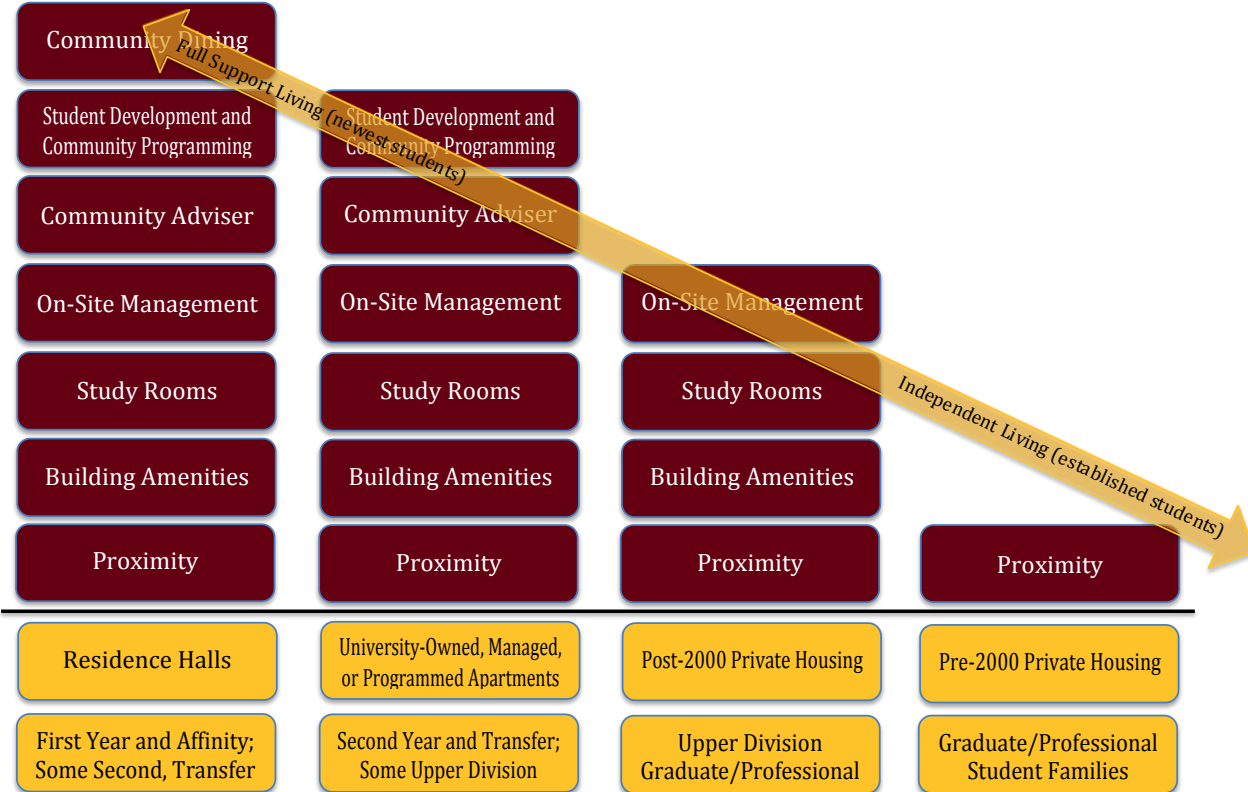 Community Dining
Full Support Living (newest students)
Student Development and
Community Programming
Student Development and
Community Programming
Community Adviser
Community Adviser
On-Site Management
On-Site Management
On-Site Management
Study Rooms
Study Rooms
Study Rooms
Independent Living (established students)
Building Amenities
Building Amenities
Building Amenities
Proximity
Proximity
Proximity
Proximity
Residence Halls
University-Owned, Managed,
or Programmed Apartments
Post-2000 Private Housing
Pre-2000 Private Housing
First Year and Affinity;
Some Second, Transfer
Second Year and Transfer;
Some Upper Division
Upper Division
Graduate/Professional
Graduate/Professional
Student Families